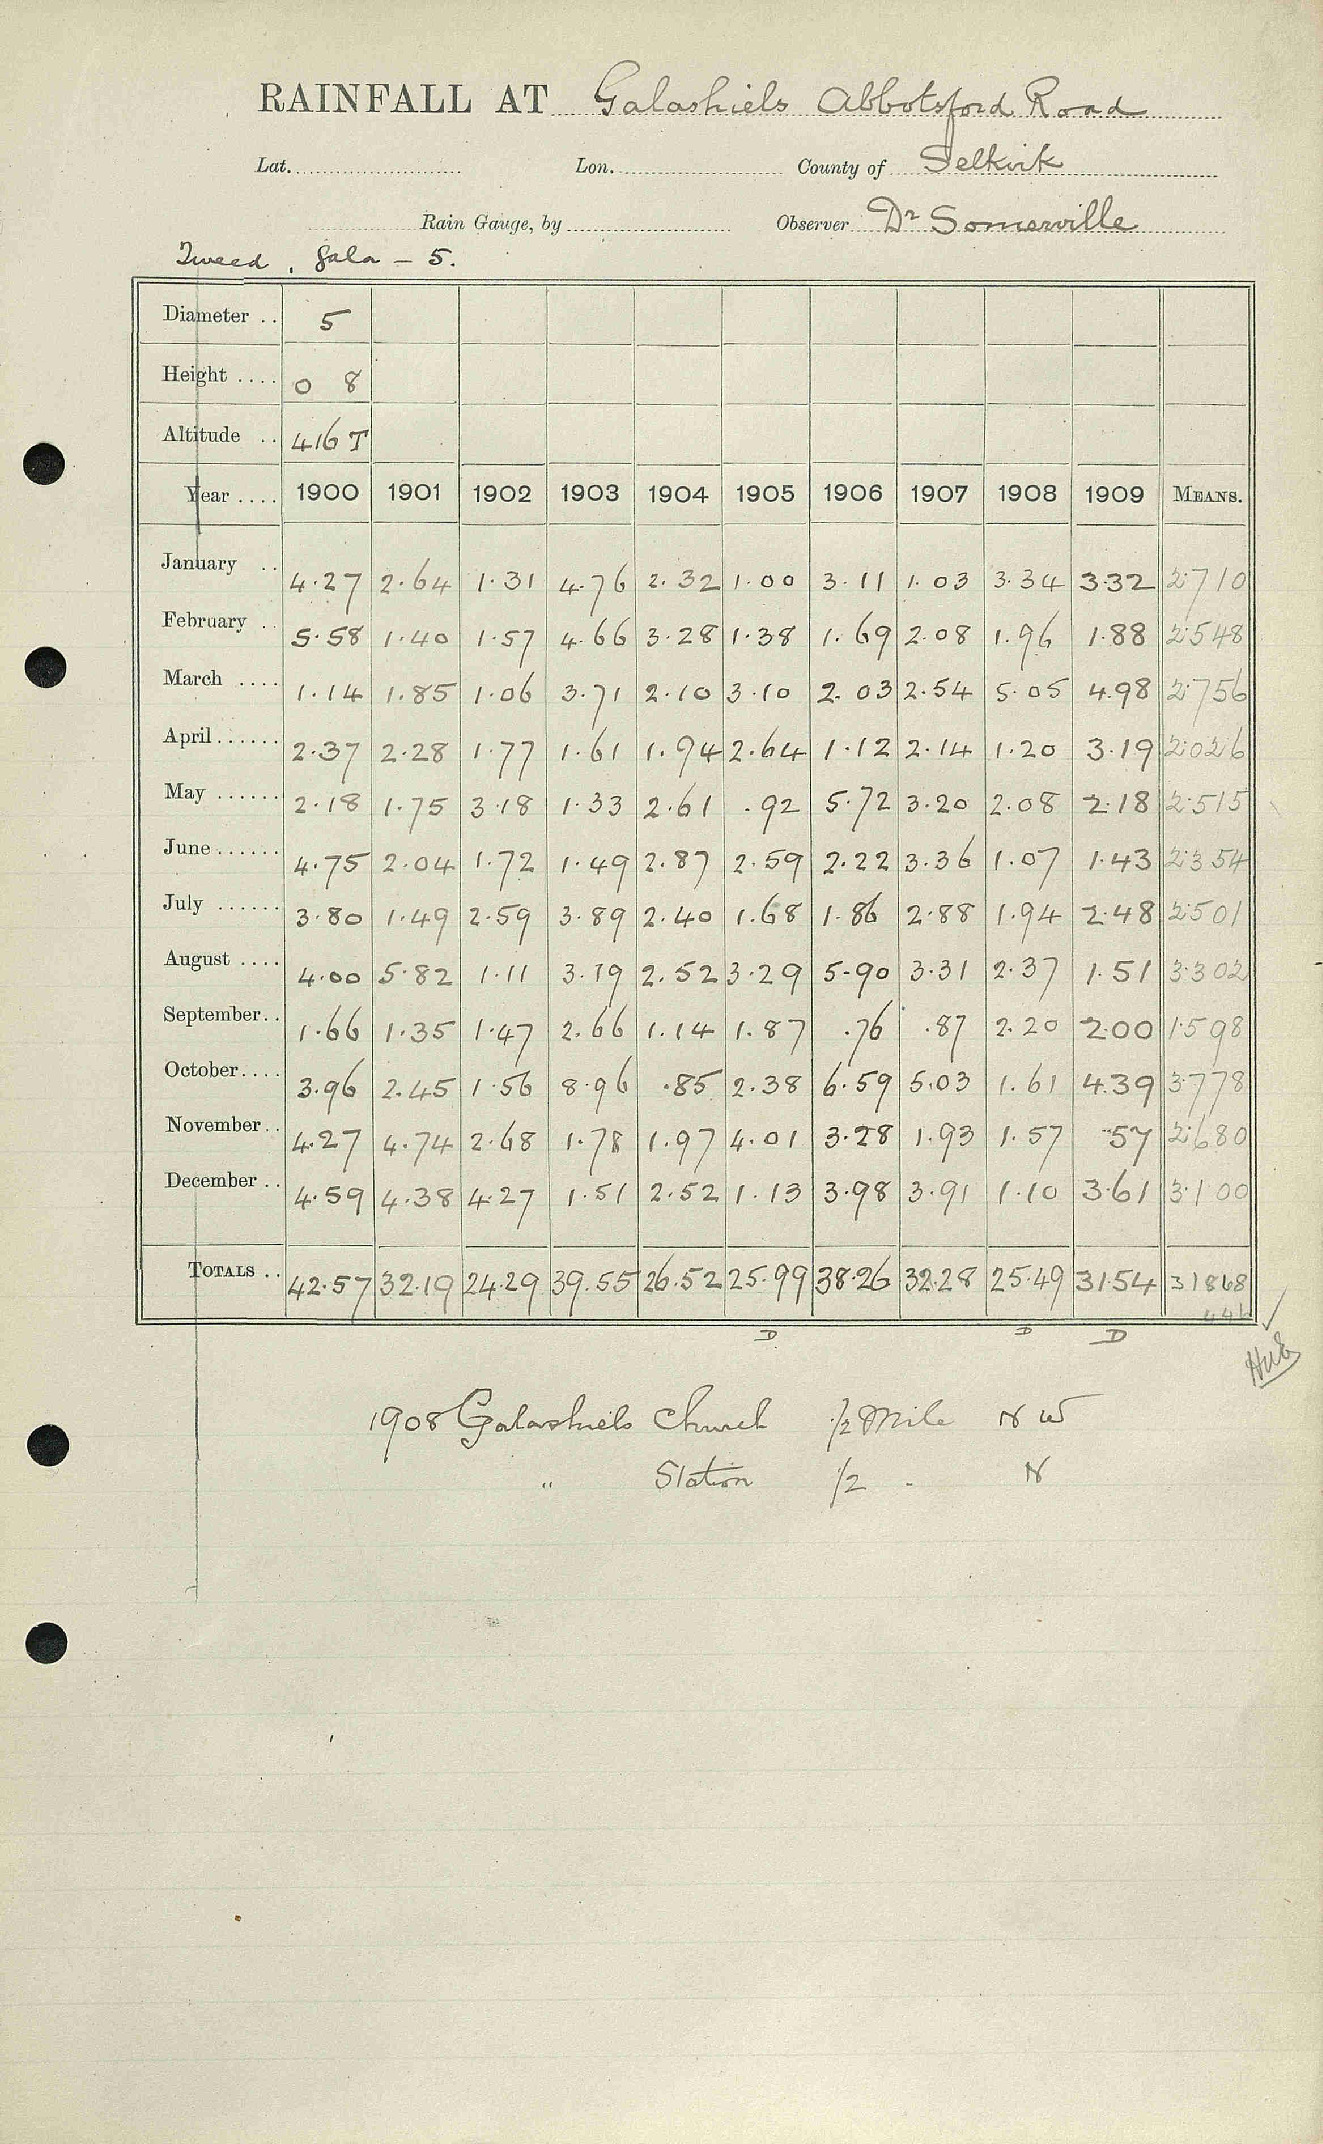 RAINFALL AT Galashiels Abbotsford Road
Lat. Lon. County of Selkirk
Rain Gauge, by Observer Dr Somerville
Tweed, Gala – 5.
Diameter .. 5
Height .... 0 8
Altitude .. 416 T
Year .... 1900 1901 1902 1903 1904 1905 1906 1907 1908 1909 MEANS.
January .. 4.27 2.64 1.31 4.76 2.32 1.00 3.11 1.03 3.34 3.32 2.710
February .. 5.58 1.40 1.57 4.66 3.28 1.38 1.69 2.08 1.96 1.88 2.548
March .... 1.14 1.85 1.06 3.71 2.10 3.10 2.03 2.54 5.05 4.98 2.756
April...... 2.37 2.28 1.77 1.61 1.94 2.64 1.12 2.14 1.20 3.19 2.026
May ...... 2.18 1.75 3.18 1.33 2.61 .92 5.72 3.20 2.08 2.18 2.515
June...... 4.75 2.04 1.72 1.49 2.87 2.59 2.22 3.36 1.07 1.43 2.354
July ...... 3.80 1.49 2.59 3.89 2.40 1.68 1.86 2.88 1.94 2.48 2.501
August .... 4.00 5.82 1.11 3.19 2.52 3.29 5.90 3.31 2.37 1.51 3.302
September.. 1.66 1.35 1.47 2.66 1.14 1.87 .76 .87 2.20 2.00 1.598
October.... 3.96 2.45 1.56 8.96 .85 2.38 6.59 5.03 1.61 4.39 3.778
November.. 4.27 4.74 2.68 1.78 1.97 4.01 3.28 1.93 1.57 .57 2.680
December .. 4.59 4.38 4.27 1.51 2.52 1.13 3.98 3.91 1.10 3.61 3.100
TOTALS .. 42.57 32.19 24.29 39.55 26.52 25.99 38.26 32.28 25.49 31.54 31868
D D D
1908 Galashiels Church 1/2 Mile N W
" Station 1/2 " N